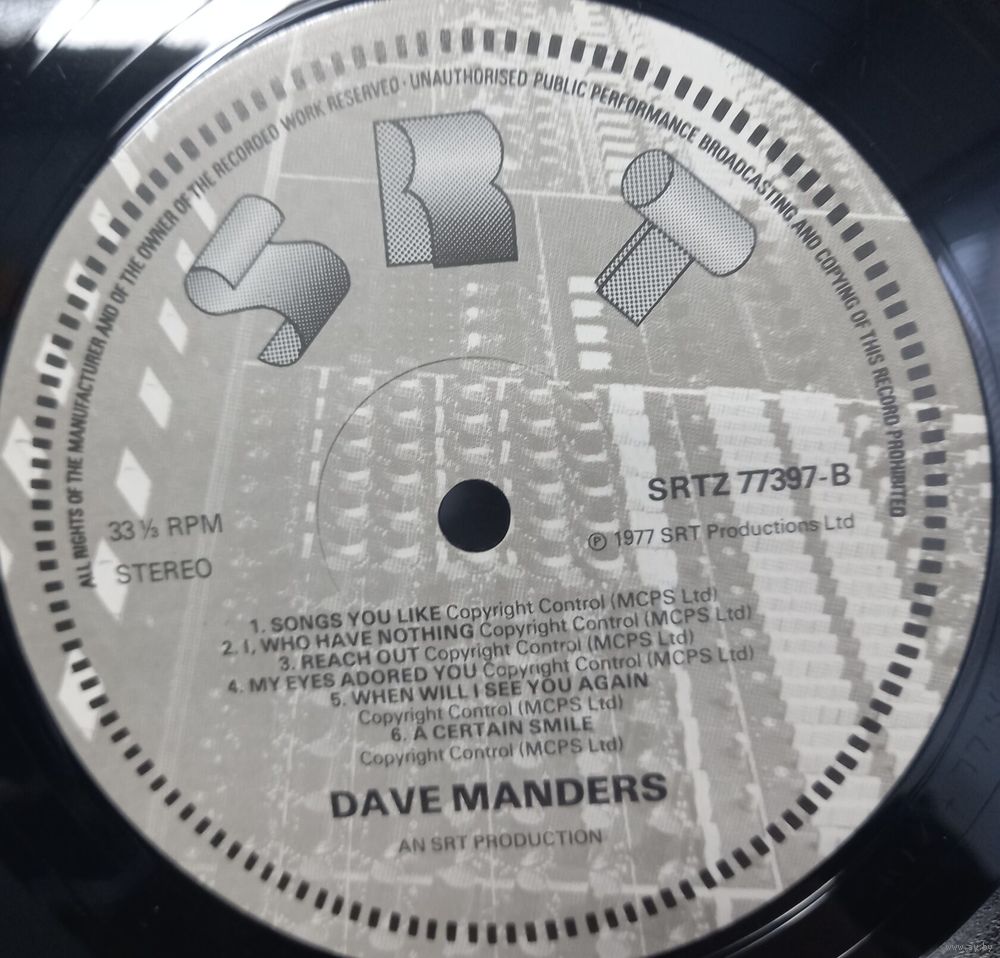 ALL RIGHTS OF THE MANUFACTURER AND OF THE OWNER OF THE RECORDED WORK RESERVED · UNAUTHORISED PUBLIC PERFORMANCE BROADCASTING AND COPYING OF THIS RECORD PROHIBITED
SRT
SRTZ 77397-B
℗ 1977 SRT Productions Ltd
33 ⅓ RPM
STEREO
1. SONGS YOU LIKE Copyright Control (MCPS Ltd)
2. I, WHO HAVE NOTHING Copyright Control (MCPS Ltd)
3. REACH OUT Copyright Control (MCPS Ltd)
4. MY EYES ADORED YOU Copyright Control (MCPS Ltd)
5. WHEN WILL I SEE YOU AGAIN
Copyright Control (MCPS Ltd)
6. A CERTAIN SMILE
Copyright Control (MCPS Ltd)
DAVE MANDERS
AN SRT PRODUCTION
www.ay.by